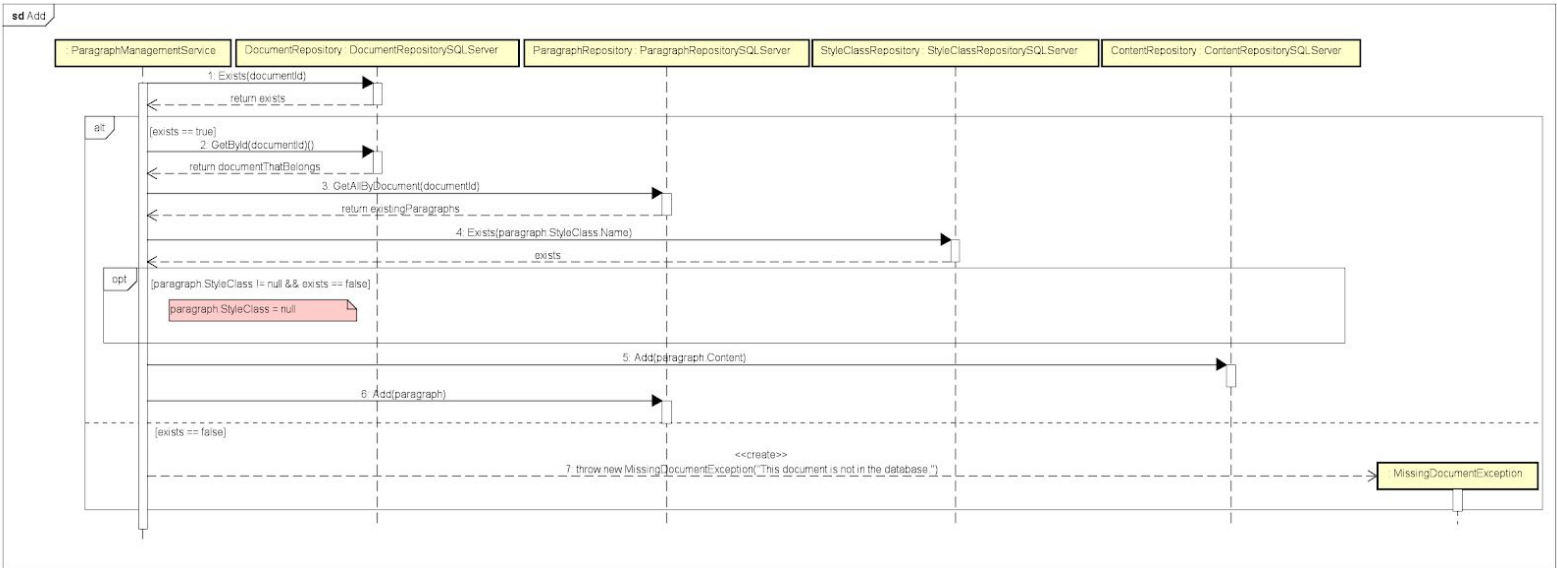 sd Add
: ParagraphManagementService
DocumentRepository : DocumentRepositorySQLServer
ParagraphRepository : ParagraphRepositorySQLServer
StyleClassRepository : StyleClassRepositorySQLServer
ContentRepository : ContentRepositorySQLServer
1: Exists(documentId)
return exists
alt
[exists == true]
2: GetById(documentId)()
return documentThatBelongs
3: GetAllByDocument(documentId)
return existingParagraphs
4: Exists(paragraph.StyleClass.Name)
exists
opt
[paragraph.StyleClass != null && exists == false]
paragraph.StyleClass = null
5: Add(paragraph.Content)
6: Add(paragraph)
[exists == false]
<<create>>
7: throw new MissingDocumentException("This document is not in the database.")
: MissingDocumentException